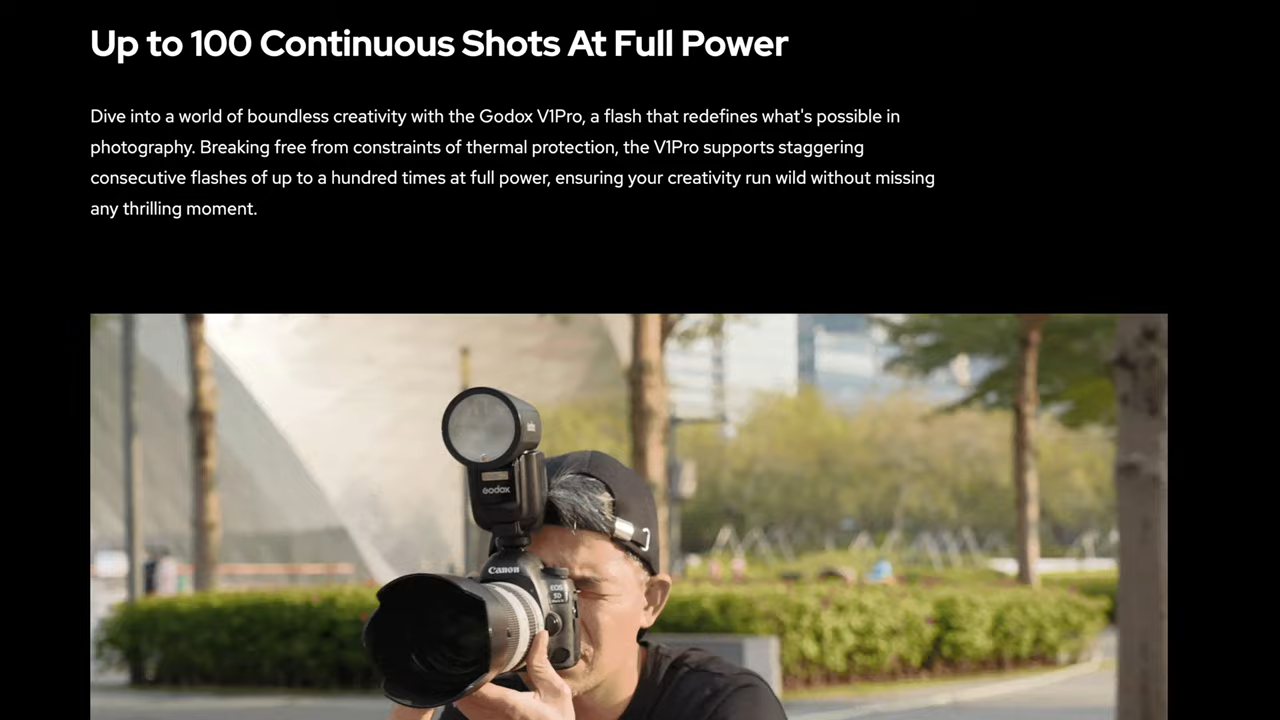 Up to 100 Continuous Shots At Full Power
Dive into a world of boundless creativity with the Godox V1Pro, a flash that redefines what's possible in
photography. Breaking free from constraints of thermal protection, the V1Pro supports staggering
consecutive flashes of up to a hundred times at full power, ensuring your creativity run wild without missing
any thrilling moment.
Godox
Canon
EOS
5D